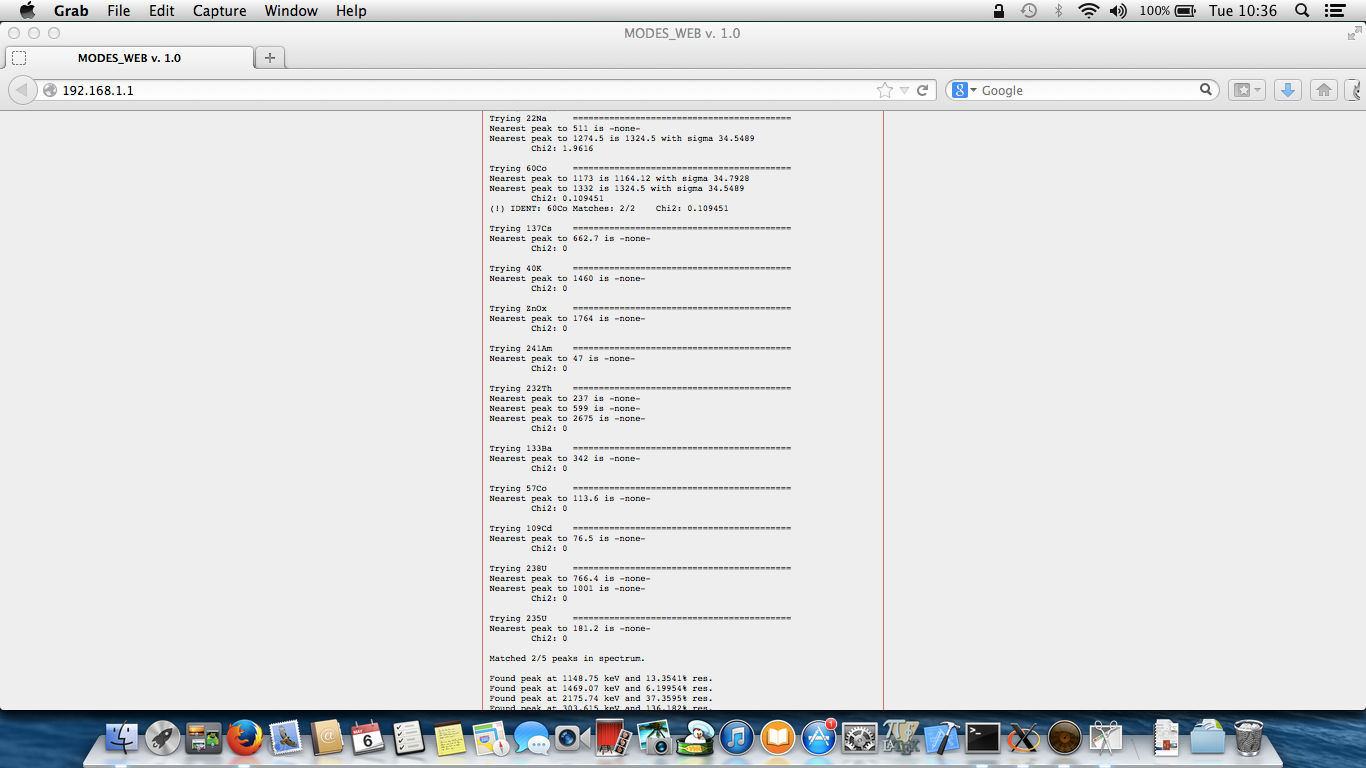 Grab File Edit Capture Window Help 100% Tue 10:36
MODES_WEB v. 1.0
MODES_WEB v. 1.0
192.168.1.1 Google
Trying 22Na ==========================================
Nearest peak to 511 is -none-
Nearest peak to 1274.5 is 1324.5 with sigma 34.5489
Chi2: 1.9616
Trying 60Co ==========================================
Nearest peak to 1173 is 1164.12 with sigma 34.7928
Nearest peak to 1332 is 1324.5 with sigma 34.5489
Chi2: 0.109451
(!) IDENT: 60Co Matches: 2/2 Chi2: 0.109451
Trying 137Cs ==========================================
Nearest peak to 662.7 is -none-
Chi2: 0
Trying 40K ==========================================
Nearest peak to 1460 is -none-
Chi2: 0
Trying ZnOx ==========================================
Nearest peak to 1764 is -none-
Chi2: 0
Trying 241Am ==========================================
Nearest peak to 47 is -none-
Chi2: 0
Trying 232Th ==========================================
Nearest peak to 237 is -none-
Nearest peak to 599 is -none-
Nearest peak to 2675 is -none-
Chi2: 0
Trying 133Ba ==========================================
Nearest peak to 342 is -none-
Chi2: 0
Trying 57Co ==========================================
Nearest peak to 113.6 is -none-
Chi2: 0
Trying 109Cd ==========================================
Nearest peak to 76.5 is -none-
Chi2: 0
Trying 238U ==========================================
Nearest peak to 766.4 is -none-
Nearest peak to 1001 is -none-
Chi2: 0
Trying 235U ==========================================
Nearest peak to 181.2 is -none-
Chi2: 0
Matched 2/5 peaks in spectrum.
Found peak at 1148.75 keV and 13.3541% res.
Found peak at 1469.07 keV and 6.19954% res.
Found peak at 2175.74 keV and 37.3595% res.
Found peak at 303.615 keV and 136.182% res.
MAY
6
1